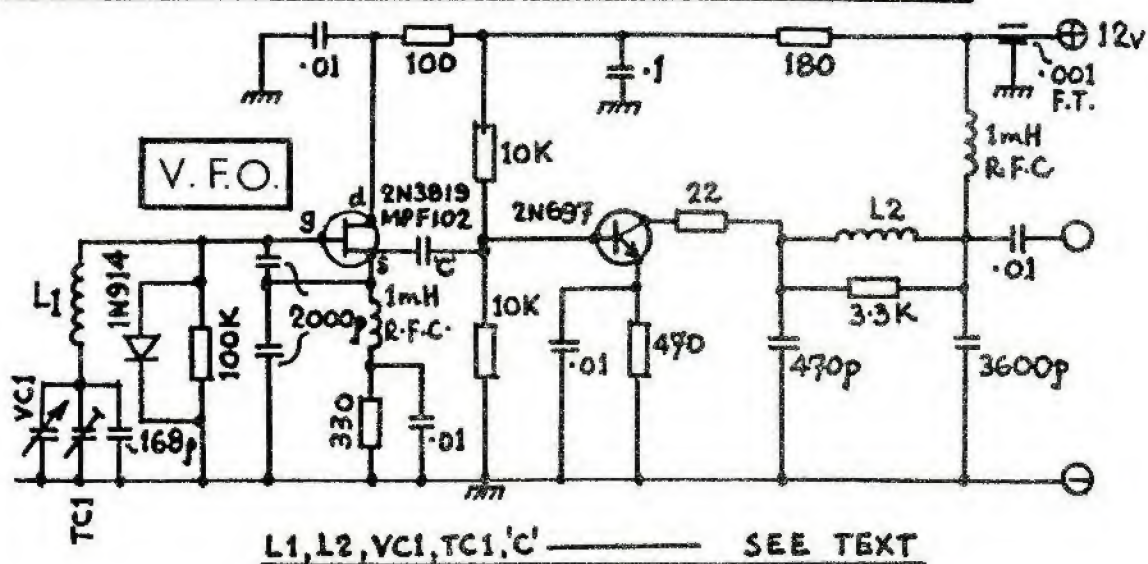 12v
.01
100
.1
180
.001
F.T.
V.F.O.
10K
1mH
R.F.C.
d
2N3819
MPF102
2N697
22
L2
g
s
C
.01
L1
1N914
100K
2000p
1mH
R.F.C.
10K
3.3K
VC1
168p
330
.01
.01
470
470p
3600p
TC1
L1, L2, VC1, TC1, 'C' ——— SEE TEXT